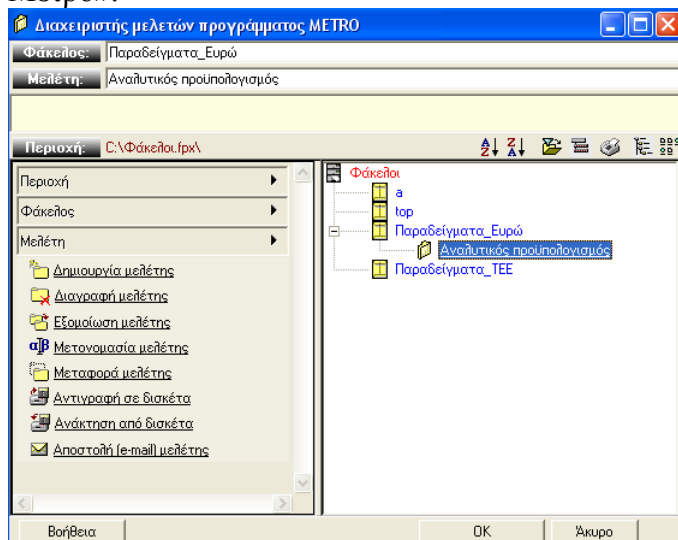 Διαχειριστής μελετών προγράμματος METRO
Φάκελος: Παραδείγματα_Ευρώ
Μελέτη: Αναλυτικός προϋπολογισμός
Περιοχή: C:\Φάκελοι.fpx\
Περιοχή
Φάκελος
Μελέτη
Δημιουργία μελέτης
Διαγραφή μελέτης
Εξομοίωση μελέτης
Μετονομασία μελέτης
Μεταφορά μελέτης
Αντιγραφή σε δισκέτα
Ανάκτηση από δισκέτα
Αποστολή (e-mail) μελέτης
Φάκελοι
a
top
Παραδείγματα_Ευρώ
Αναλυτικός προϋπολογισμός
Παραδείγματα_ΤΕΕ
Βοήθεια OK Άκυρο